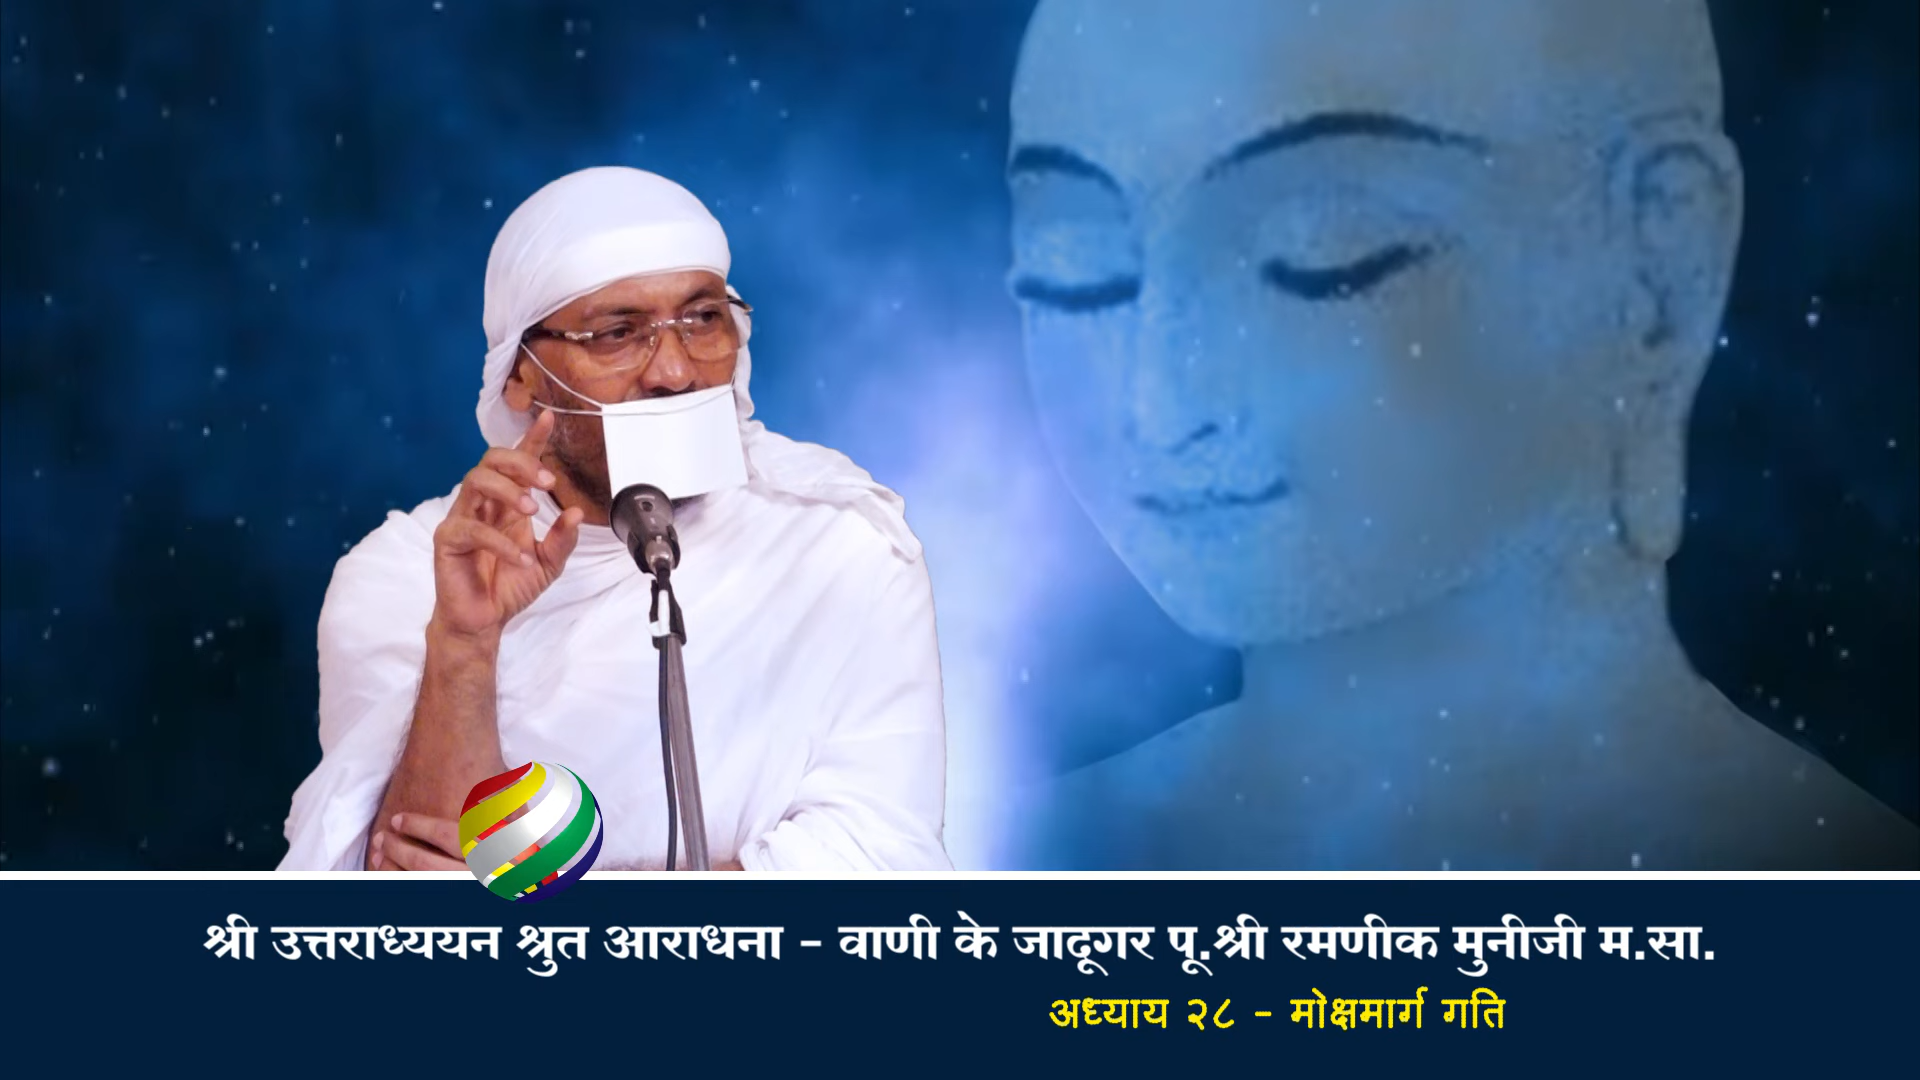 श्री उत्तराध्ययन श्रुत आराधना - वाणी के जादूगर पू.श्री रमणीक मुनीजी म.सा.
अध्याय २८ - मोक्षमार्ग गति